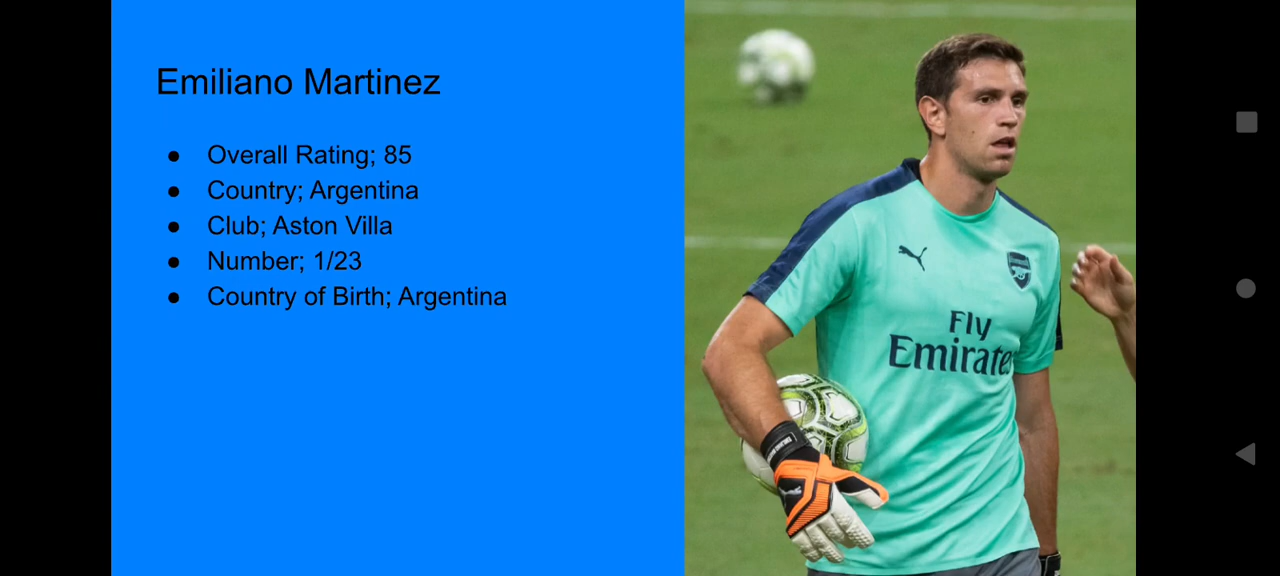 Emiliano Martinez
● Overall Rating; 85
● Country; Argentina
● Club; Aston Villa
● Number; 1/23
● Country of Birth; Argentina
Fly
Emirates